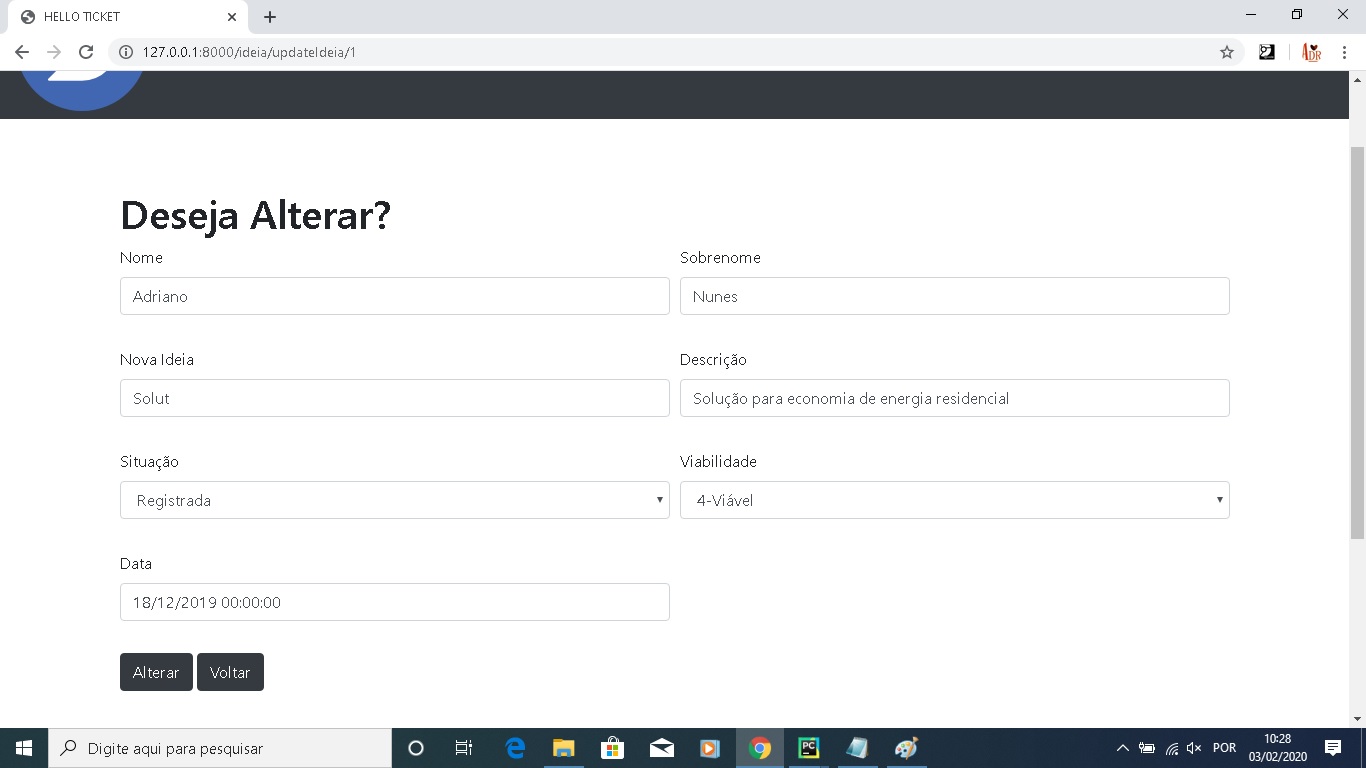 HELLO TICKET
127.0.0.1:8000/ideia/updateIdeia/1
Deseja Alterar?
Nome
Sobrenome
Adriano
Nunes
Nova Ideia
Descrição
Solut
Solução para economia de energia residencial
Situação
Viabilidade
Registrada
4-Viável
Data
18/12/2019 00:00:00
Alterar
Voltar
Digite aqui para pesquisar
POR
10:28
03/02/2020
ADR
PC